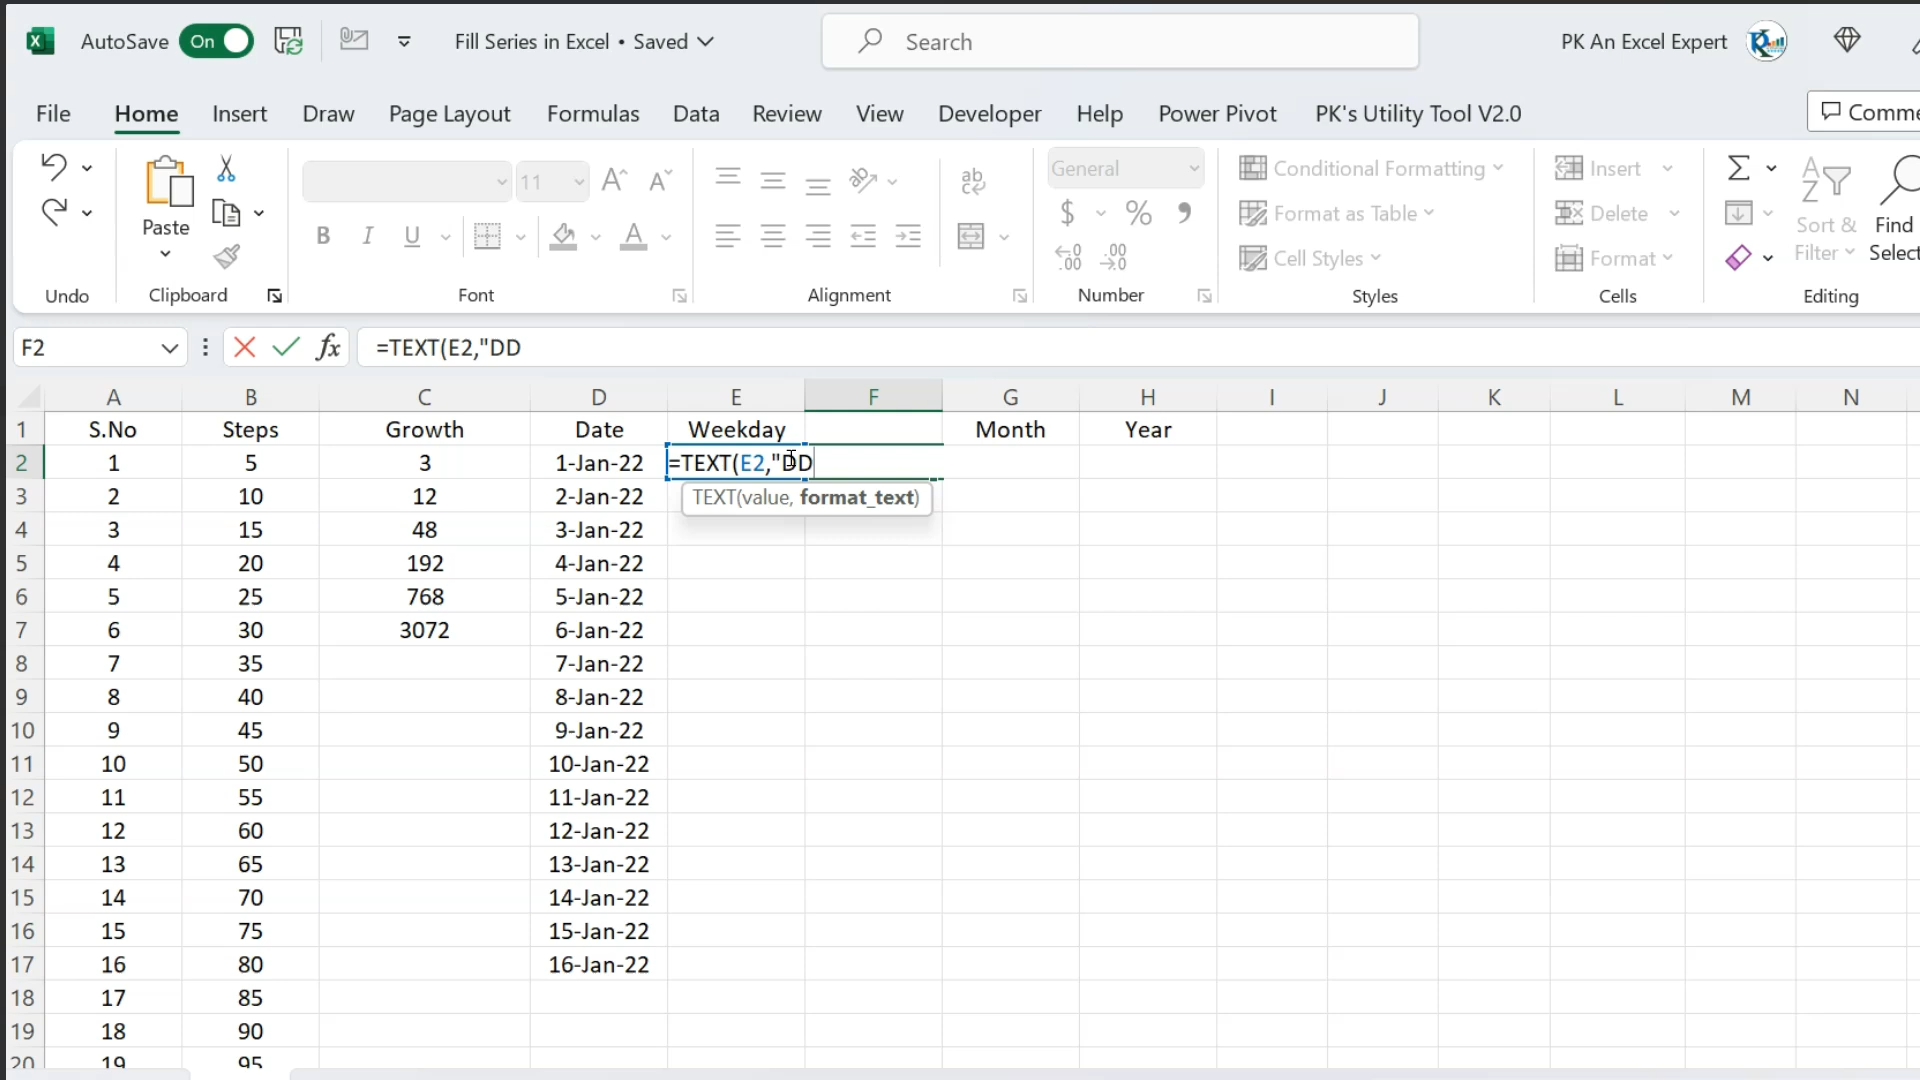 AutoSave On Fill Series in Excel • Saved Search PK An Excel Expert
File Home Insert Draw Page Layout Formulas Data Review View Developer Help Power Pivot PK's Utility Tool V2.0 Comme
Paste 11 General Conditional Formatting Insert
Format as Table Delete Sort & Find
Cell Styles Format Filter Select
Undo Clipboard Font Alignment Number Styles Cells Editing
F2 fx =TEXT(E2,"DD
A B C D E F G H I J K L M N
1 S.No Steps Growth Date Weekday Month Year
2 1 5 3 1-Jan-22 =TEXT(E2,"DD
3 2 10 12 2-Jan-22 TEXT(value, format_text)
4 3 15 48 3-Jan-22
5 4 20 192 4-Jan-22
6 5 25 768 5-Jan-22
7 6 30 3072 6-Jan-22
8 7 35 7-Jan-22
9 8 40 8-Jan-22
10 9 45 9-Jan-22
11 10 50 10-Jan-22
12 11 55 11-Jan-22
13 12 60 12-Jan-22
14 13 65 13-Jan-22
15 14 70 14-Jan-22
16 15 75 15-Jan-22
17 16 80 16-Jan-22
18 17 85
19 18 90
20 19 95